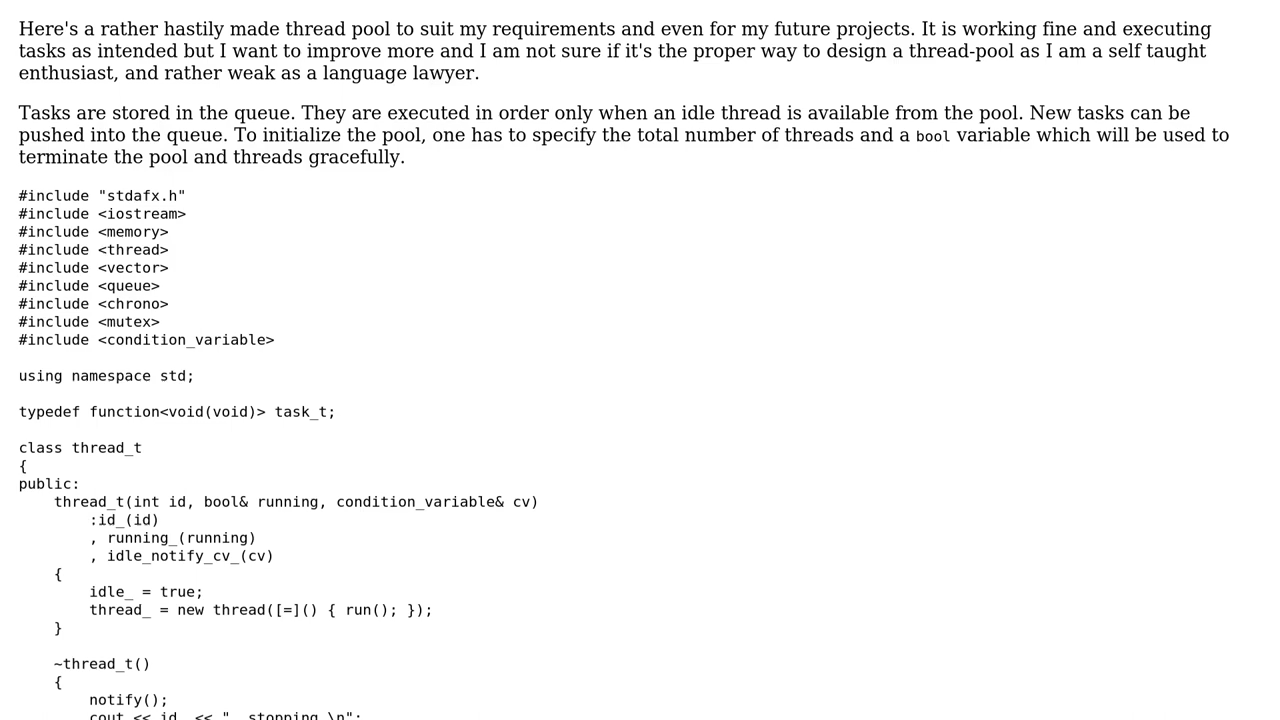 Here's a rather hastily made thread pool to suit my requirements and even for my future projects. It is working fine and executing
tasks as intended but I want to improve more and I am not sure if it's the proper way to design a thread-pool as I am a self taught
enthusiast, and rather weak as a language lawyer.
Tasks are stored in the queue. They are executed in order only when an idle thread is available from the pool. New tasks can be
pushed into the queue. To initialize the pool, one has to specify the total number of threads and a bool variable which will be used to
terminate the pool and threads gracefully.
#include "stdafx.h"
#include <iostream>
#include <memory>
#include <thread>
#include <vector>
#include <queue>
#include <chrono>
#include <mutex>
#include <condition_variable>
using namespace std;
typedef function<void(void)> task_t;
class thread_t
{
public:
    thread_t(int id, bool& running, condition_variable& cv)
        :id_(id)
        , running_(running)
        , idle_notify_cv_(cv)
    {
        idle_ = true;
        thread_ = new thread([=]() { run(); });
    }
    ~thread_t()
    {
        notify();
        cout << id_ << "_ stopping \n";